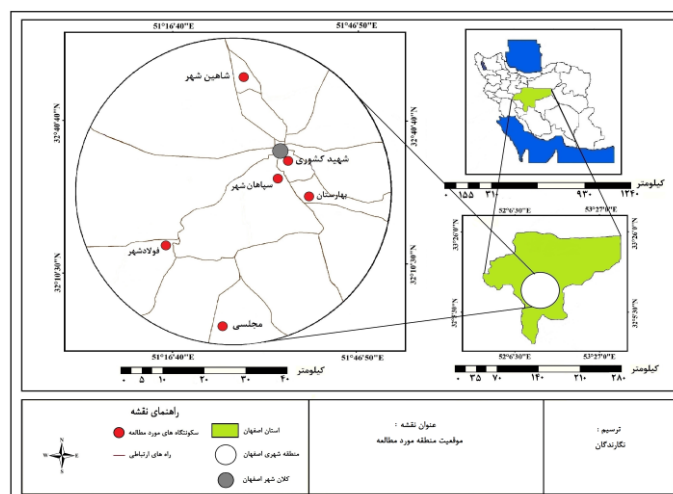 51°16'40"E
51°46'50"E
32°40'40"N
32°40'40"N
32°10'30"N
32°10'30"N
51°16'40"E
51°46'50"E
شاهین شهر
شهید کشوری
سپاهان شهر
بهارستان
فولادشهر
مجلسی
۰ ۵ ۱۰ ۲۰ ۳۰ ۴۰
کیلومتر
۰ ۱۵۵ ۳۱۰ ۹۳۰ ۱۲۴۰
کیلومتر
52°6'30"E
53°27'0"E
33°26'0"N
33°26'0"N
32°5'30"N
32°5'30"N
52°6'30"E
53°27'0"E
۰ ۳۵ ۷۰ ۱۴۰ ۲۱۰ ۲۸۰
کیلومتر
راهنمای نقشه
استان اصفهان
سکونتگاه های مورد مطالعه
منطقه شهری اصفهان
راه های ارتباطی
کلان شهر اصفهان
N
W
E
S
عنوان نقشه :
موقعیت منطقه مورد مطالعه
ترسیم :
نگارندگان